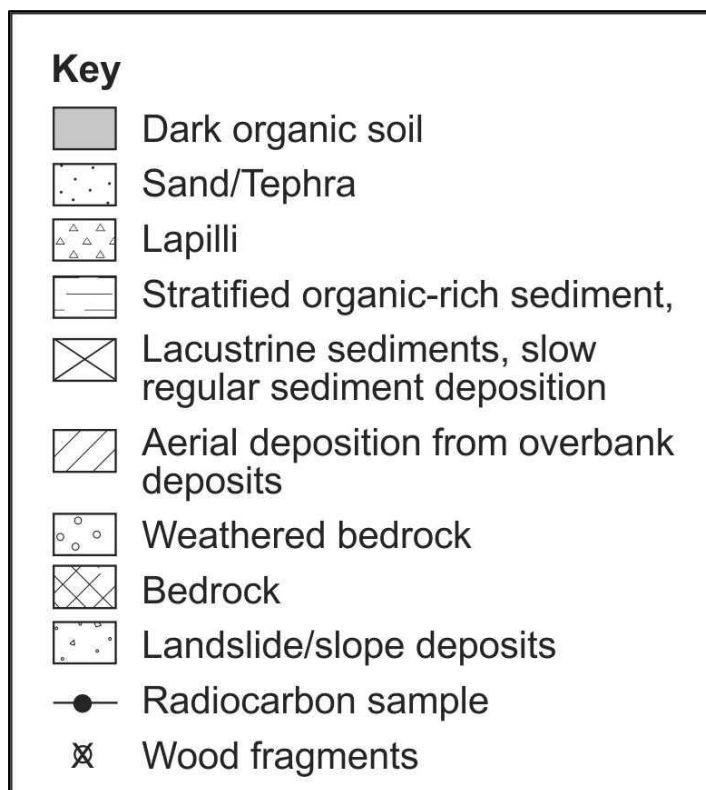 Key
Dark organic soil
Sand/Tephra
Lapilli
Stratified organic-rich sediment,
Lacustrine sediments, slow
regular sediment deposition
Aerial deposition from overbank
deposits
Weathered bedrock
Bedrock
Landslide/slope deposits
Radiocarbon sample
Wood fragments